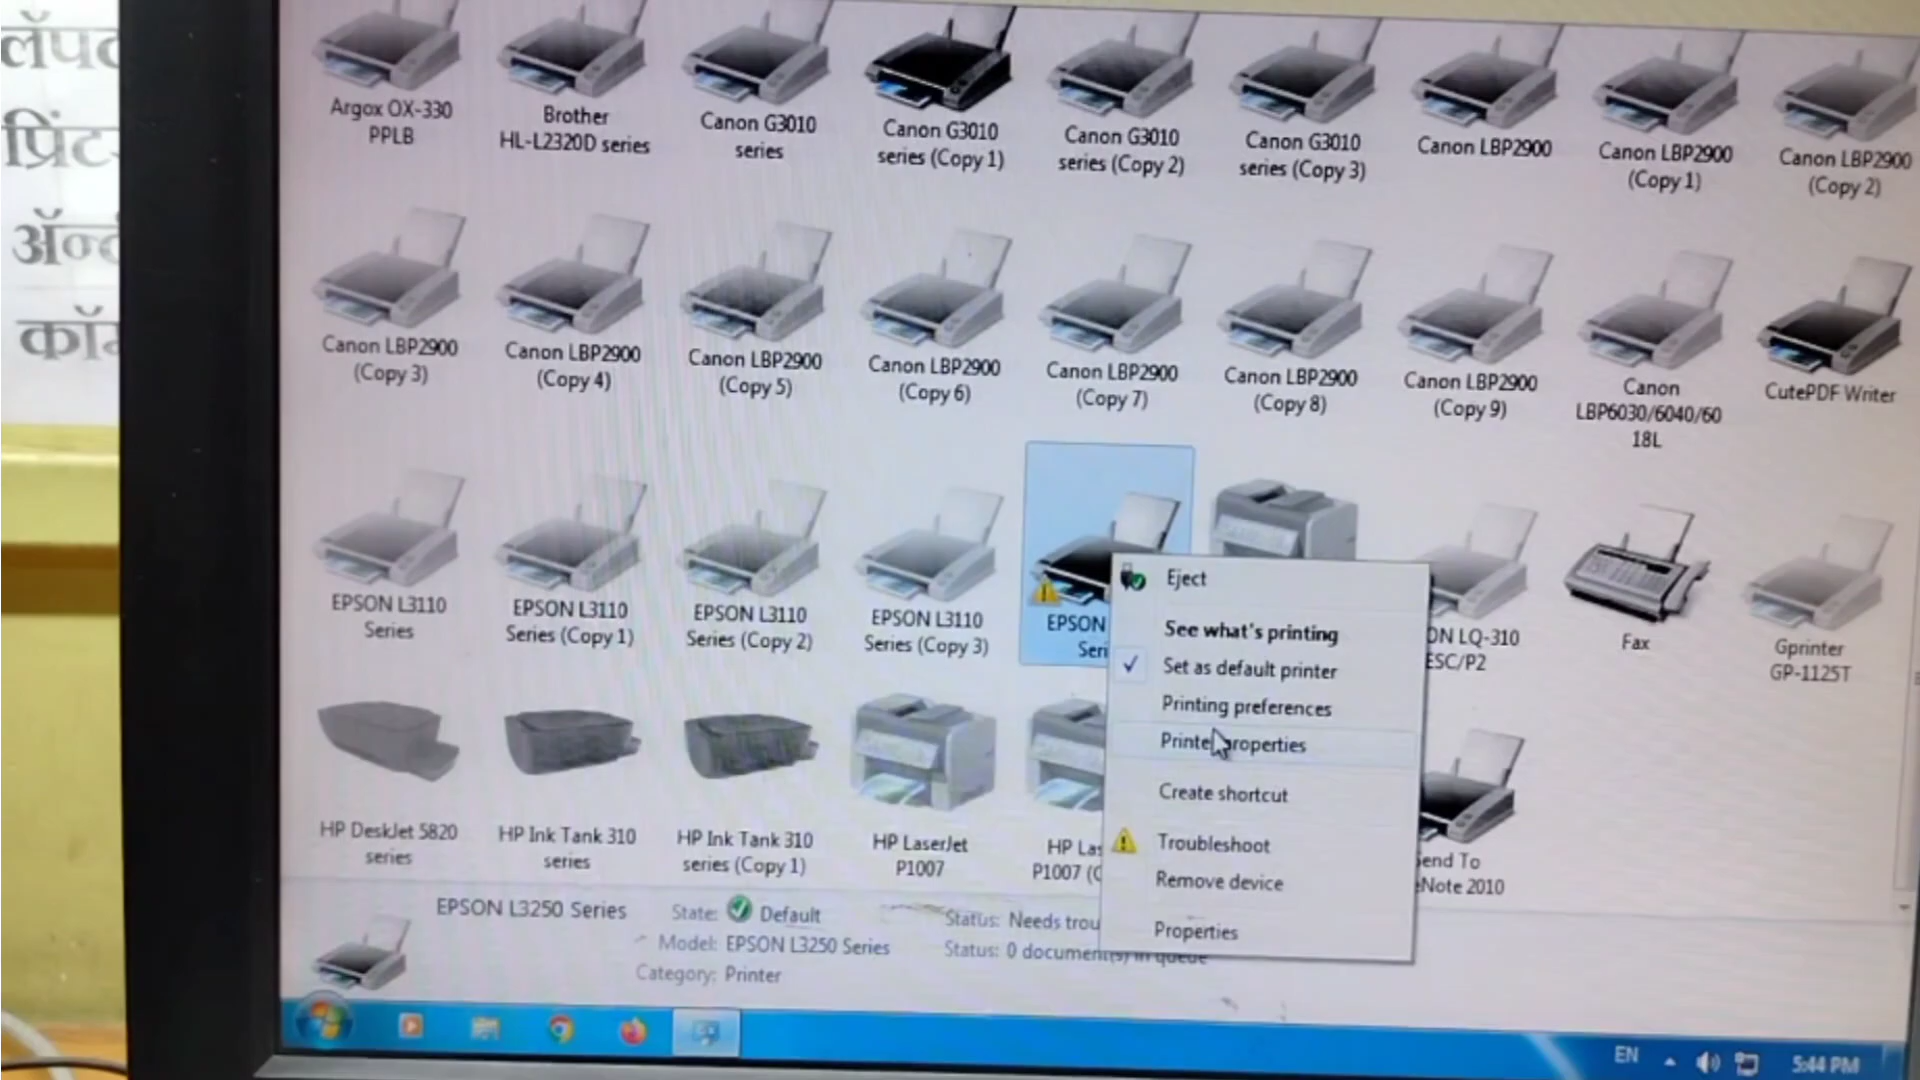 Argox OX-330
PPLB
Brother
HL-L2320D series
Canon G3010
series
Canon G3010
series (Copy 1)
Canon G3010
series (Copy 2)
Canon G3010
series (Copy 3)
Canon LBP2900
Canon LBP2900
(Copy 1)
Canon LBP2900
(Copy 2)
Canon LBP2900
(Copy 3)
Canon LBP2900
(Copy 4)
Canon LBP2900
(Copy 5)
Canon LBP2900
(Copy 6)
Canon LBP2900
(Copy 7)
Canon LBP2900
(Copy 8)
Canon LBP2900
(Copy 9)
Canon
LBP6030/6040/60
18L
CutePDF Writer
EPSON L3110
Series
EPSON L3110
Series (Copy 1)
EPSON L3110
Series (Copy 2)
EPSON L3110
Series (Copy 3)
EPSON
Seri
ON LQ-310
ESC/P2
Fax
Gprinter
GP-1125T
Eject
See what's printing
Set as default printer
Printing preferences
Printer properties
Create shortcut
Troubleshoot
Remove device
Properties
HP DeskJet 5820
series
HP Ink Tank 310
series
HP Ink Tank 310
series (Copy 1)
HP LaserJet
P1007
HP Las
P1007 (C
Send To
eNote 2010
EPSON L3250 Series
State: Default
Status: Needs trou
Model: EPSON L3250 Series
Status: 0 document(s) in queue
Category: Printer
EN
5:44 PM